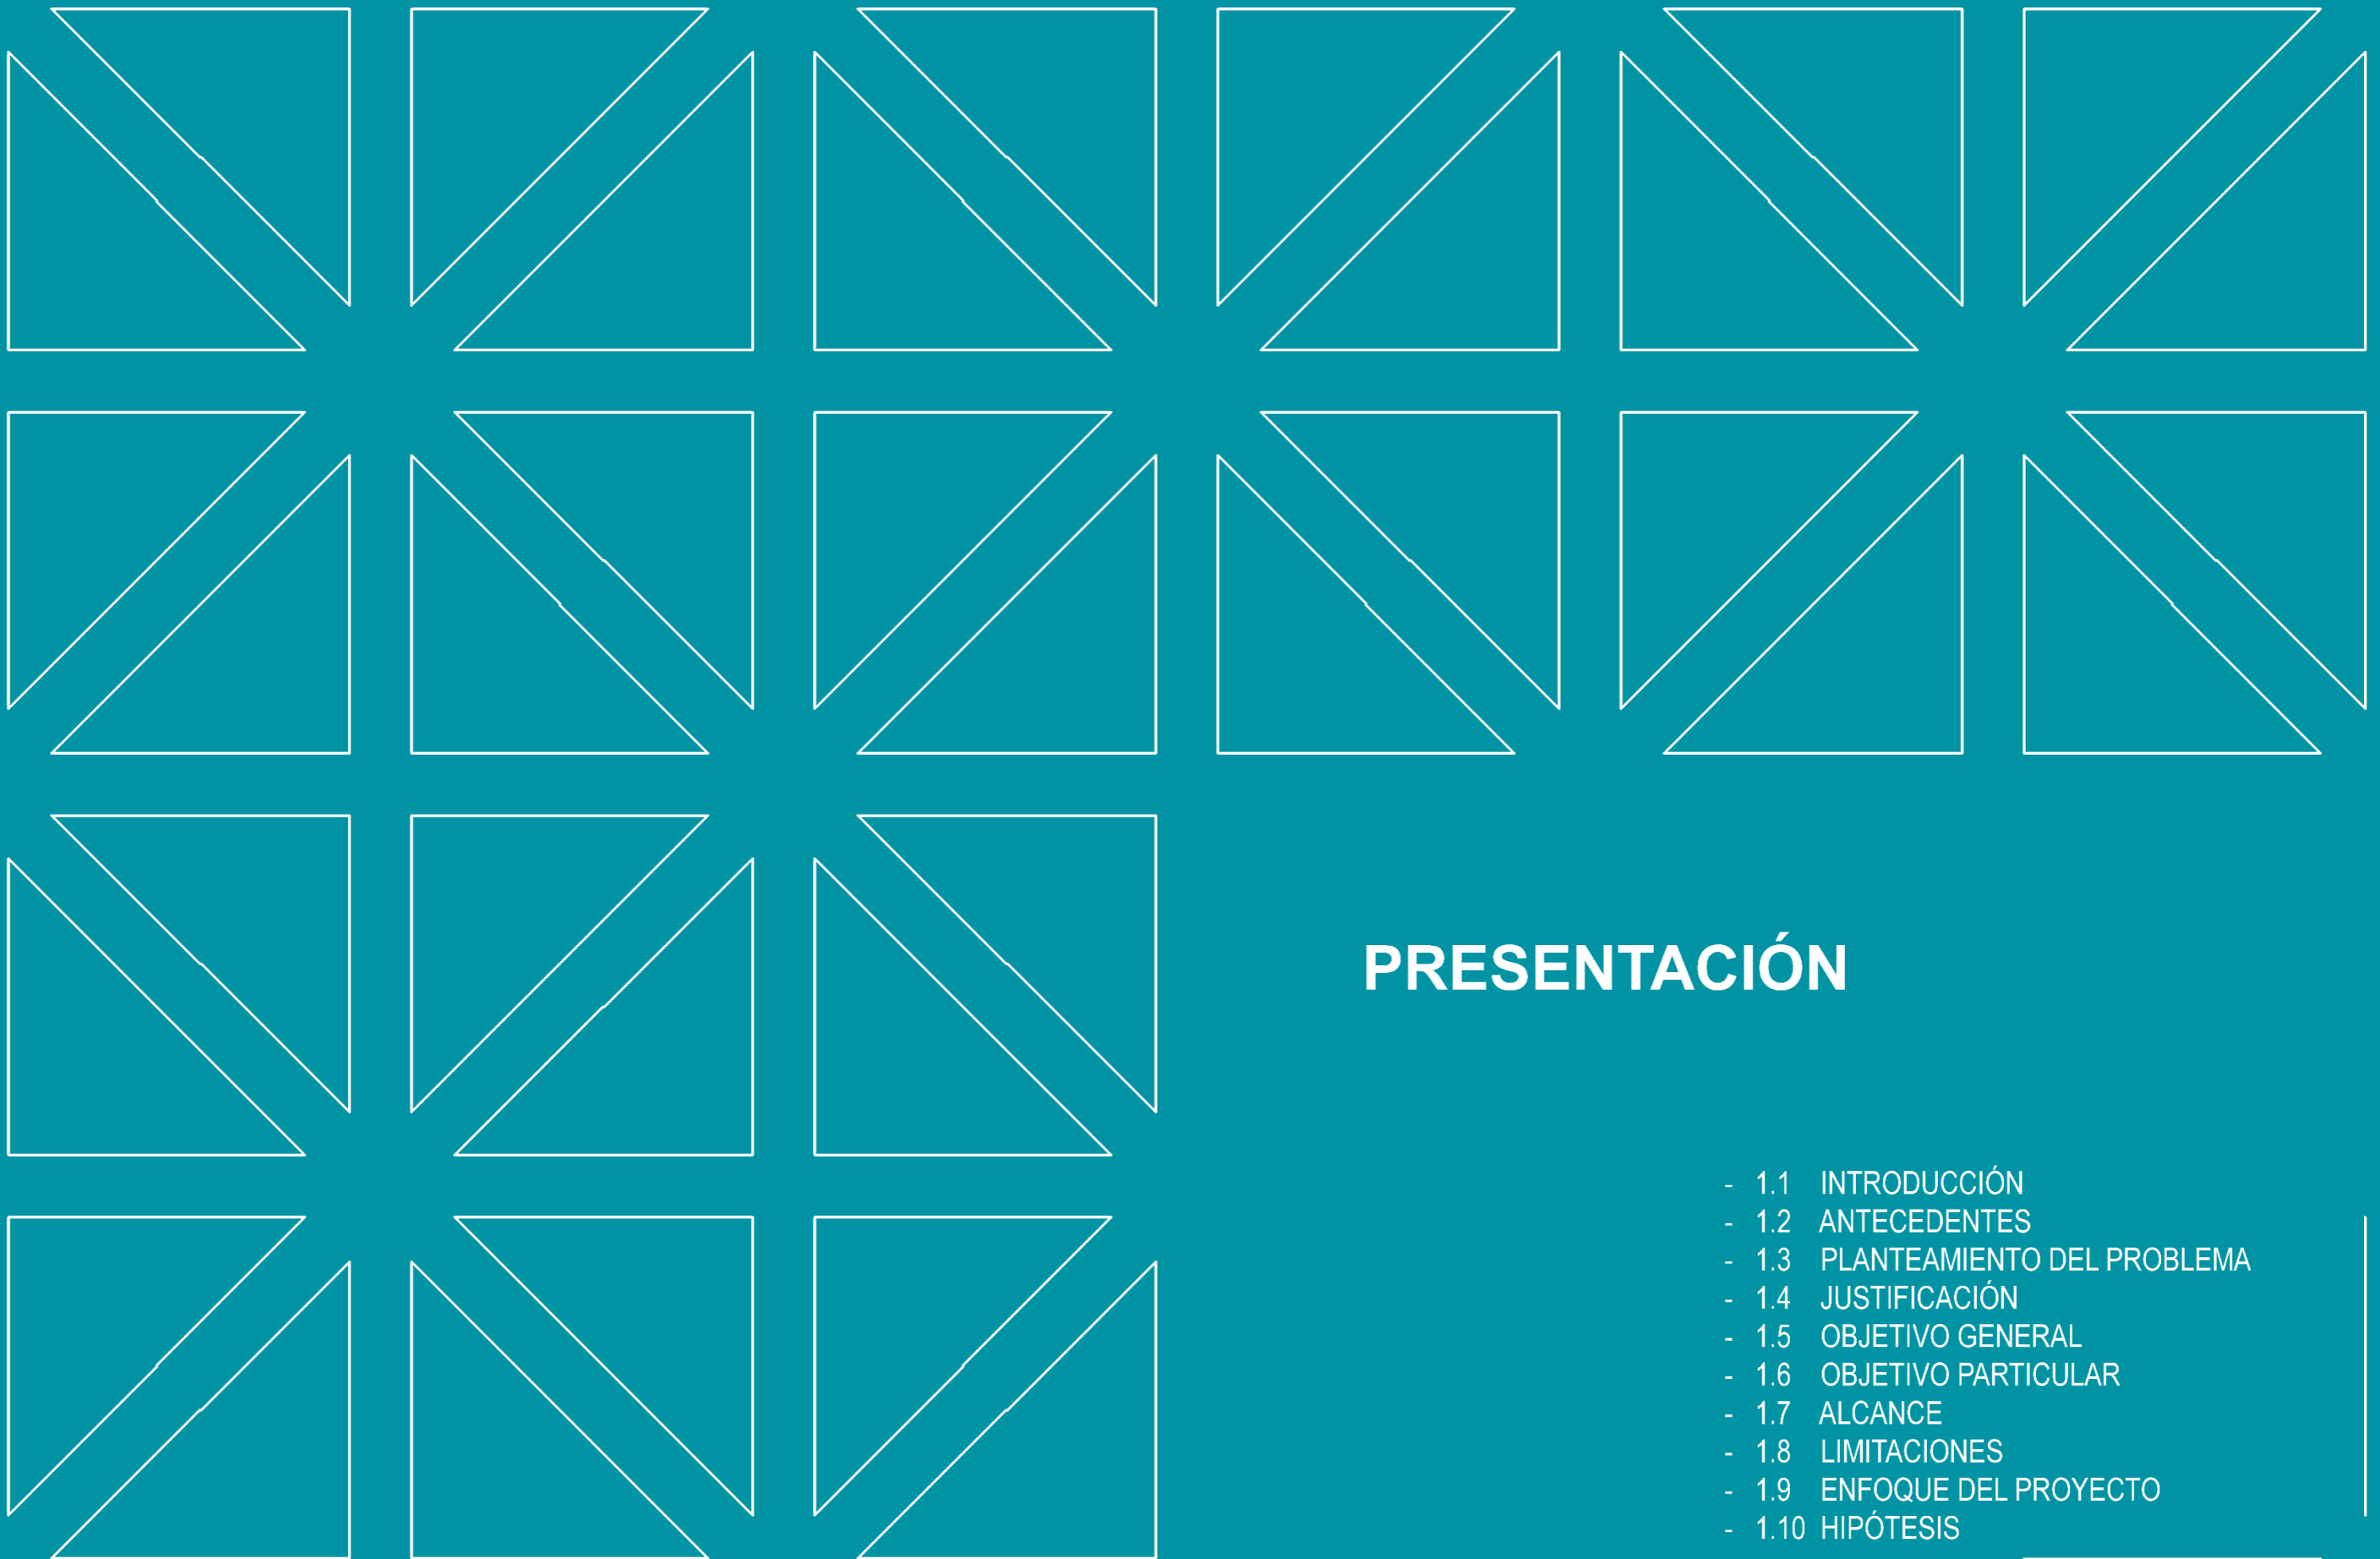 PRESENTACIÓN
- 1.1 INTRODUCCIÓN
- 1.2 ANTECEDENTES
- 1.3 PLANTEAMIENTO DEL PROBLEMA
- 1.4 JUSTIFICACIÓN
- 1.5 OBJETIVO GENERAL
- 1.6 OBJETIVO PARTICULAR
- 1.7 ALCANCE
- 1.8 LIMITACIONES
- 1.9 ENFOQUE DEL PROYECTO
- 1.10 HIPÓTESIS